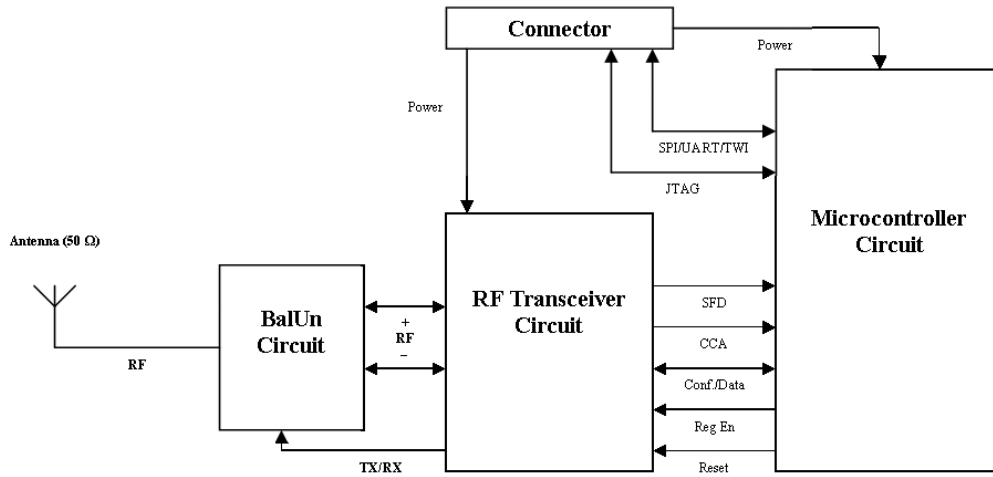 Connector
Power
Power
SPI/UART/TWI
JTAG
Microcontroller
Circuit
Antenna (50 Ω)
RF Transceiver
Circuit
BalUn
Circuit
+
RF
−
SFD
CCA
Conf./Data
Reg En
Reset
RF
TX/RX